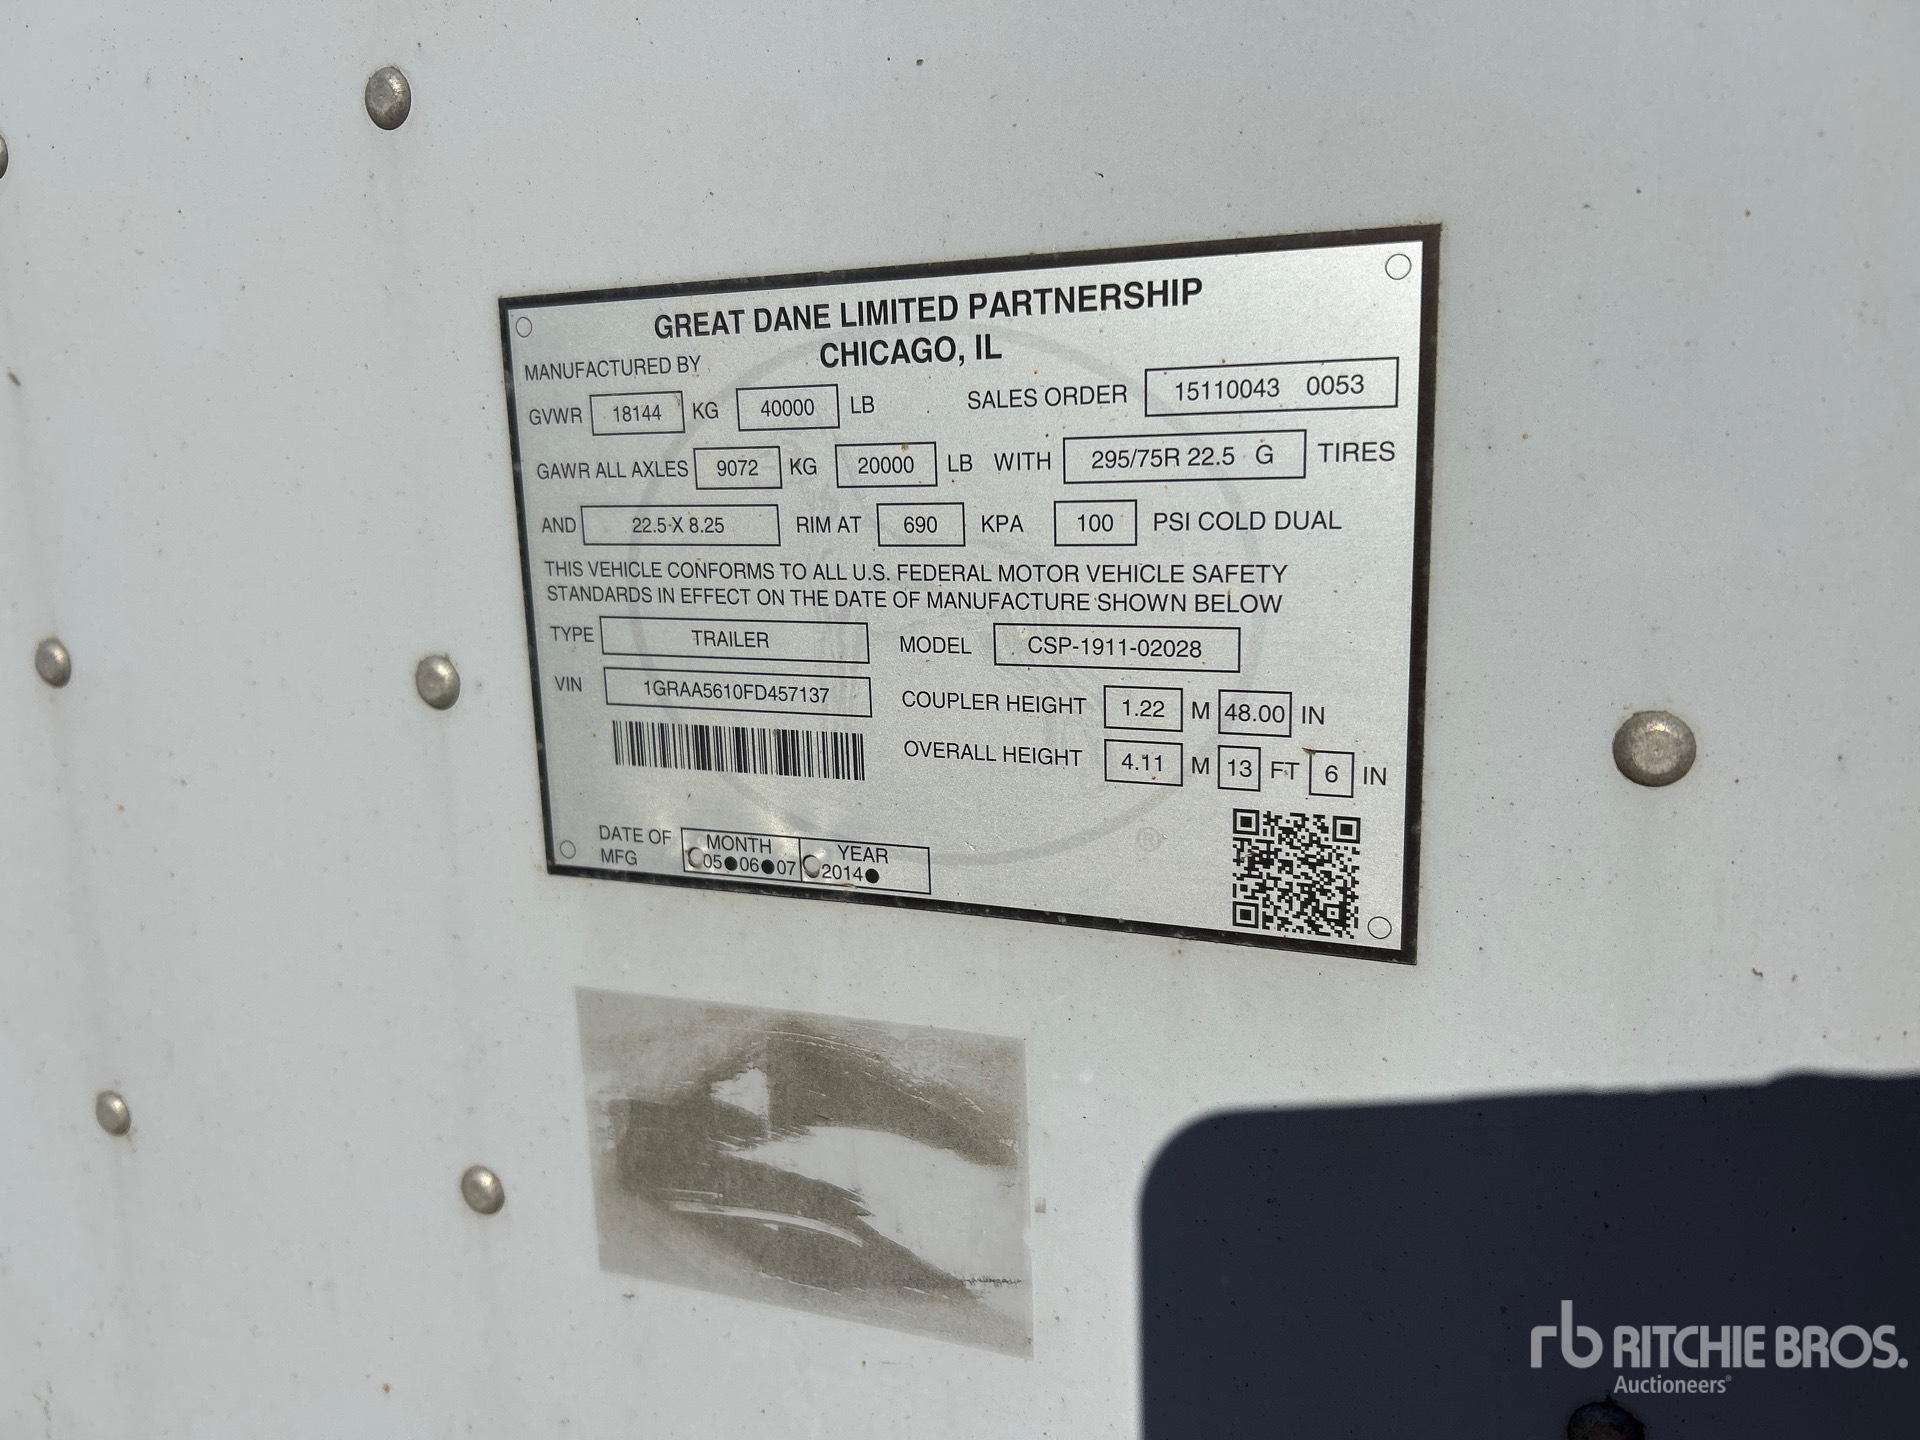 GREAT DANE LIMITED PARTNERSHIP
CHICAGO, IL
MANUFACTURED BY
GVWR 18144 KG 40000 LB SALES ORDER 15110043 0053
GAWR ALL AXLES 9072 KG 20000 LB WITH 295/75R 22.5 G TIRES
AND 22.5 X 8.25 RIM AT 690 KPA 100 PSI COLD DUAL
THIS VEHICLE CONFORMS TO ALL U.S. FEDERAL MOTOR VEHICLE SAFETY
STANDARDS IN EFFECT ON THE DATE OF MANUFACTURE SHOWN BELOW
TYPE TRAILER MODEL CSP-1911-02028
VIN 1GRAA5610FD457137 COUPLER HEIGHT 1.22 M 48.00 IN
OVERALL HEIGHT 4.11 M 13 FT 6 IN
®
DATE OF MFG MONTH YEAR
05●06●07 2014●
rb RITCHIE BROS.
Auctioneers®